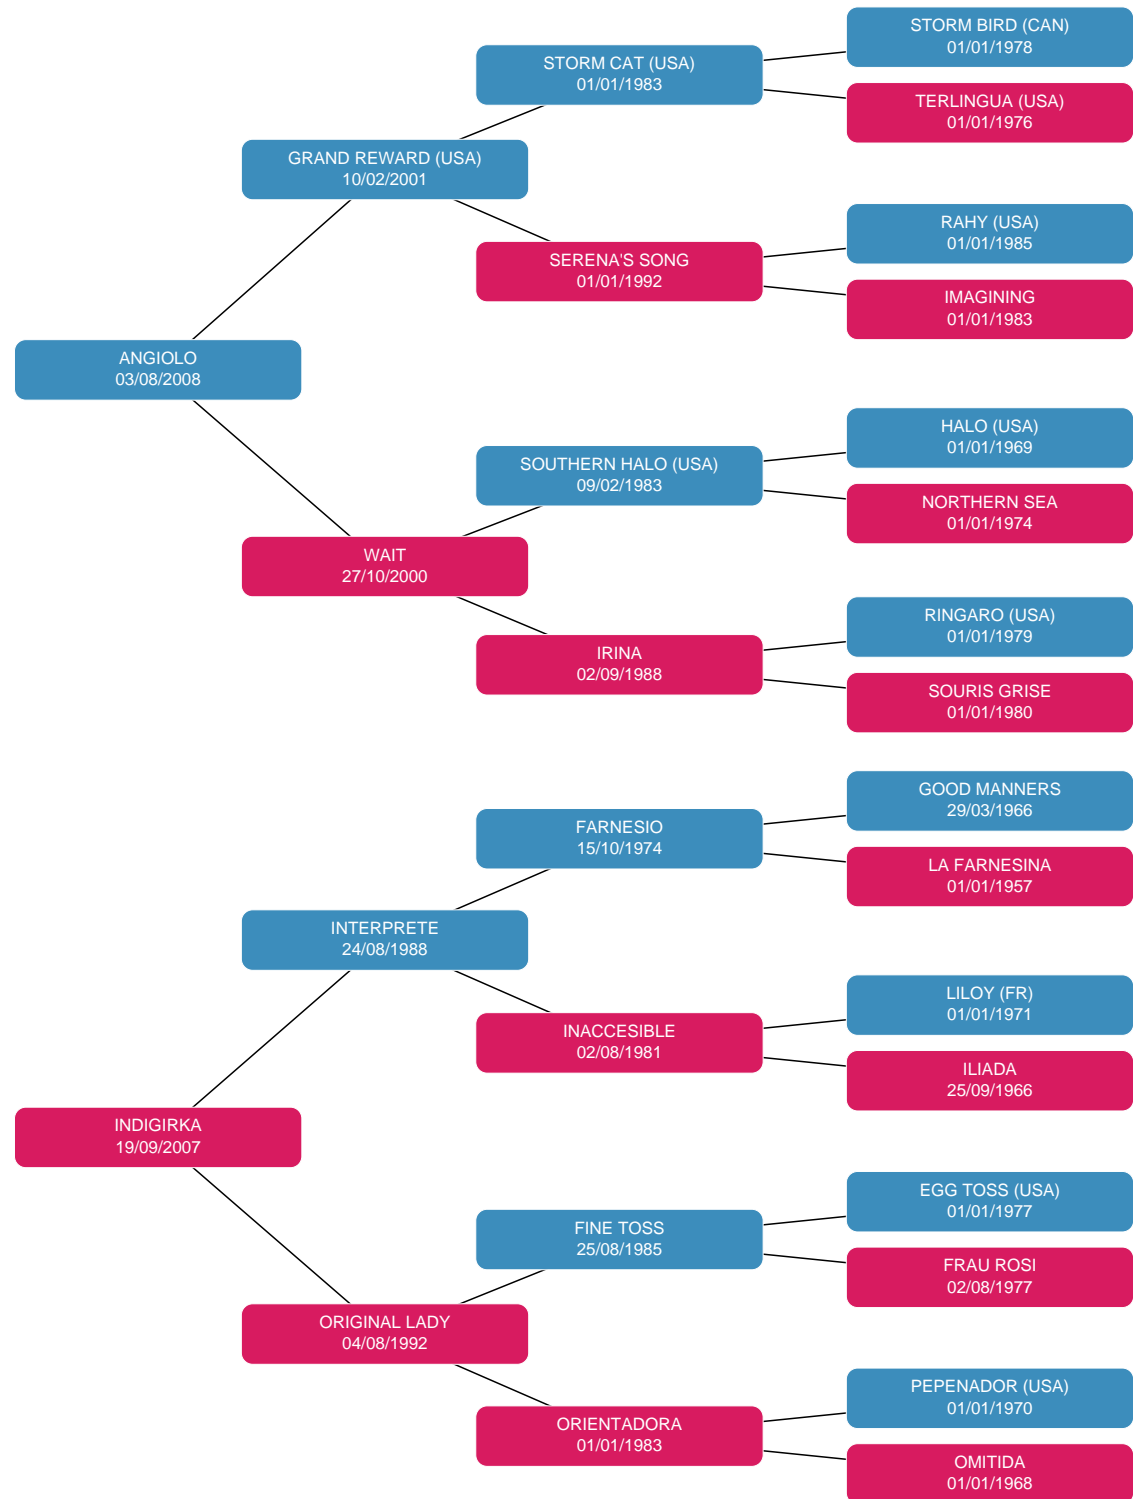 STORM BIRD (CAN)
01/01/1978
STORM CAT (USA)
01/01/1983
TERLINGUA (USA)
01/01/1976
GRAND REWARD (USA)
10/02/2001
RAHY (USA)
01/01/1985
SERENA'S SONG
01/01/1992
IMAGINING
01/01/1983
ANGIOLO
03/08/2008
HALO (USA)
01/01/1969
SOUTHERN HALO (USA)
09/02/1983
NORTHERN SEA
01/01/1974
WAIT
27/10/2000
RINGARO (USA)
01/01/1979
IRINA
02/09/1988
SOURIS GRISE
01/01/1980
GOOD MANNERS
29/03/1966
FARNESIO
15/10/1974
LA FARNESINA
01/01/1957
INTERPRETE
24/08/1988
LILOY (FR)
01/01/1971
INACCESIBLE
02/08/1981
ILIADA
25/09/1966
INDIGIRKA
19/09/2007
EGG TOSS (USA)
01/01/1977
FINE TOSS
25/08/1985
FRAU ROSI
02/08/1977
ORIGINAL LADY
04/08/1992
PEPENADOR (USA)
01/01/1970
ORIENTADORA
01/01/1983
OMITIDA
01/01/1968